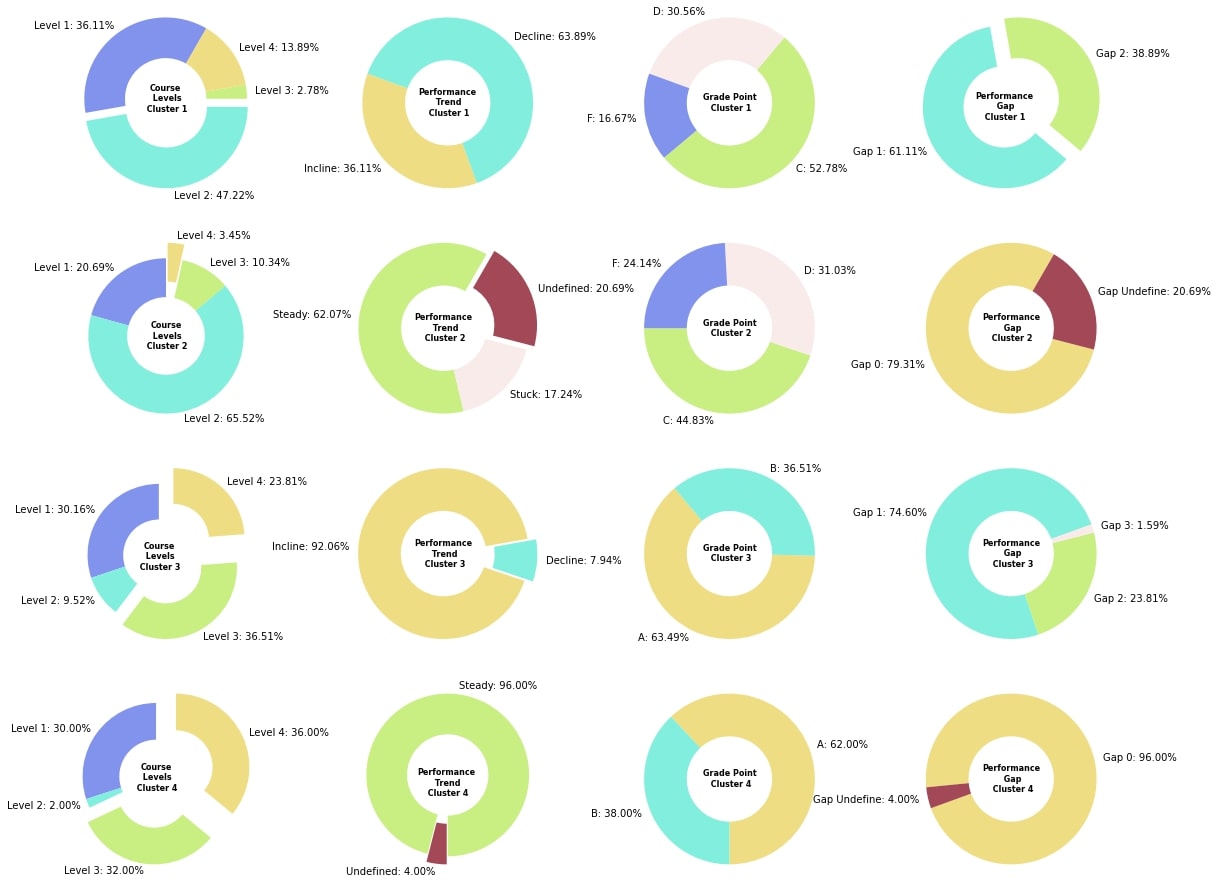 Level 1: 36.11%
Level 4: 13.89%
Level 3: 2.78%
Level 2: 47.22%
Course
Levels
Cluster 1
Decline: 63.89%
Incline: 36.11%
Performance
Trend
Cluster 1
D: 30.56%
F: 16.67%
C: 52.78%
Grade Point
Cluster 1
Gap 2: 38.89%
Gap 1: 61.11%
Performance
Gap
Cluster 1
Level 4: 3.45%
Level 1: 20.69%
Level 3: 10.34%
Level 2: 65.52%
Course
Levels
Cluster 2
Undefined: 20.69%
Steady: 62.07%
Stuck: 17.24%
Performance
Trend
Cluster 2
F: 24.14%
D: 31.03%
C: 44.83%
Grade Point
Cluster 2
Gap Undefine: 20.69%
Gap 0: 79.31%
Performance
Gap
Cluster 2
Level 4: 23.81%
Level 1: 30.16%
Level 2: 9.52%
Level 3: 36.51%
Course
Levels
Cluster 3
Incline: 92.06%
Decline: 7.94%
Performance
Trend
Cluster 3
B: 36.51%
A: 63.49%
Grade Point
Cluster 3
Gap 1: 74.60%
Gap 3: 1.59%
Gap 2: 23.81%
Performance
Gap
Cluster 3
Level 1: 30.00%
Level 4: 36.00%
Level 2: 2.00%
Level 3: 32.00%
Course
Levels
Cluster 4
Steady: 96.00%
Undefined: 4.00%
Performance
Trend
Cluster 4
A: 62.00%
B: 38.00%
Grade Point
Cluster 4
Gap 0: 96.00%
Gap Undefine: 4.00%
Performance
Gap
Cluster 4